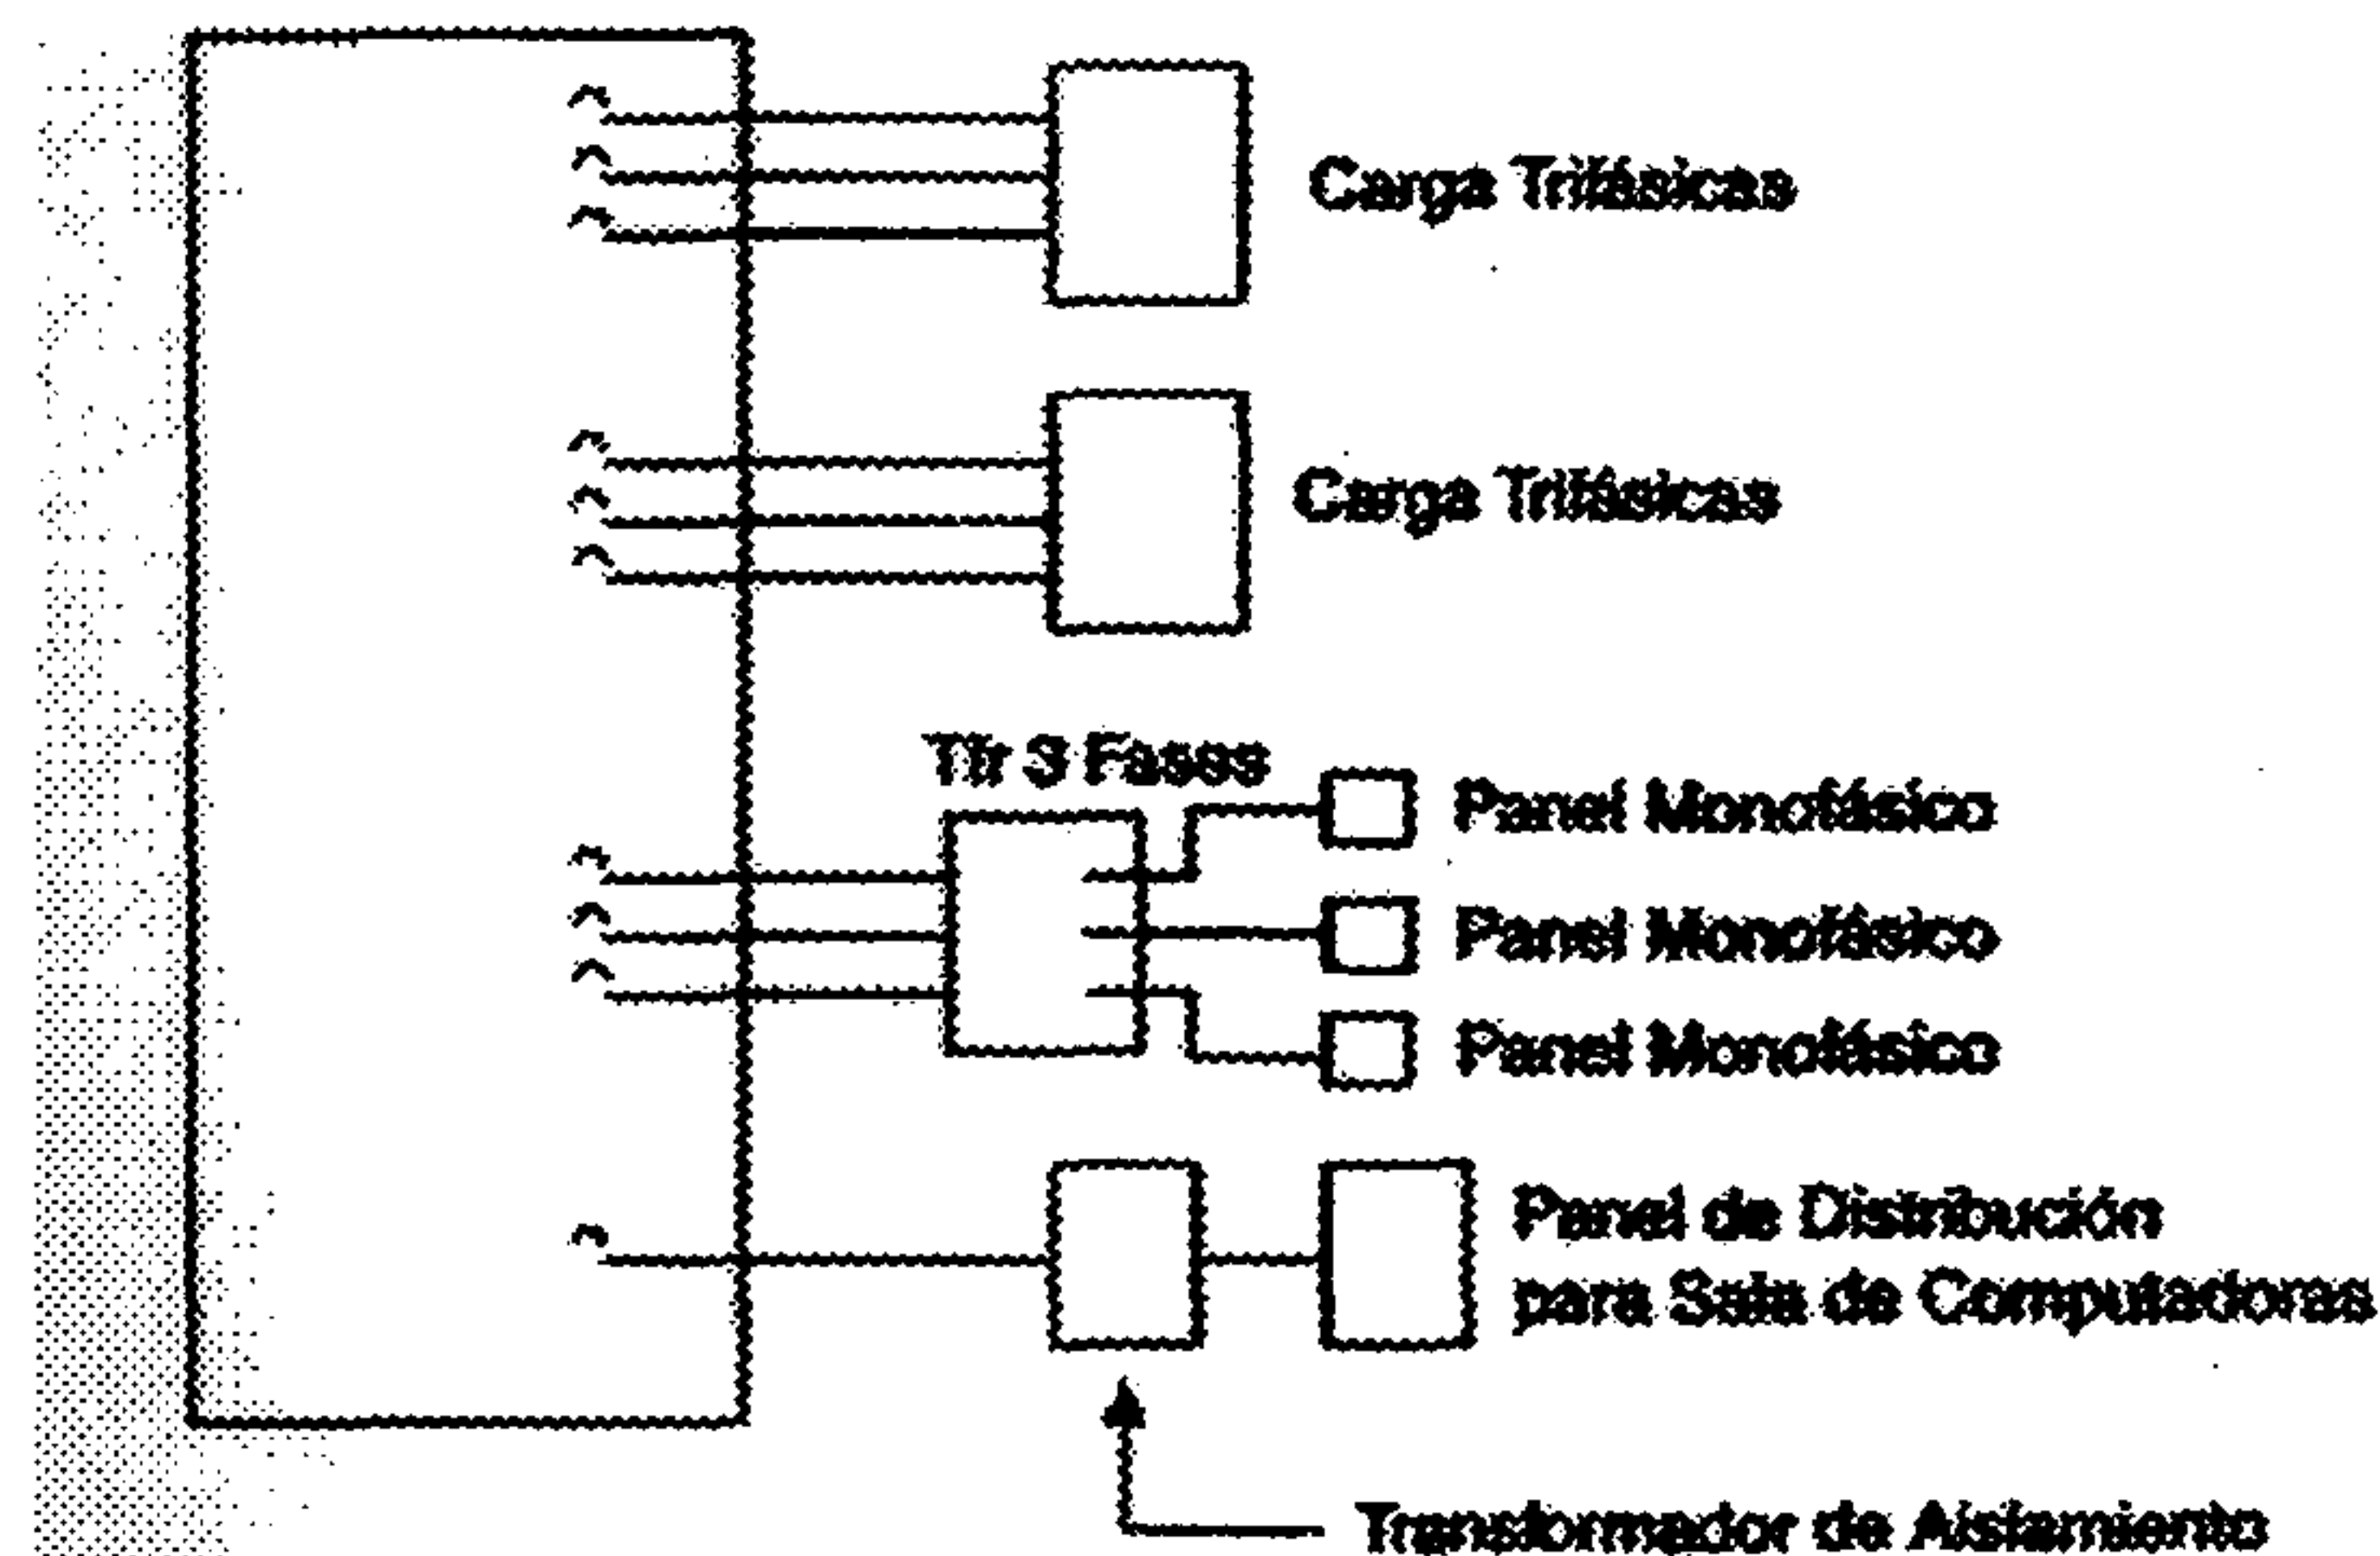 Carga Trifásicas
Carga Trifásicas
Tfr 3 Fases
Panel Monofásico
Panel Monofásico
Panel Monofásico
Panel de Distribución
para Sala de Computadoras
Transformador de Aislamiento